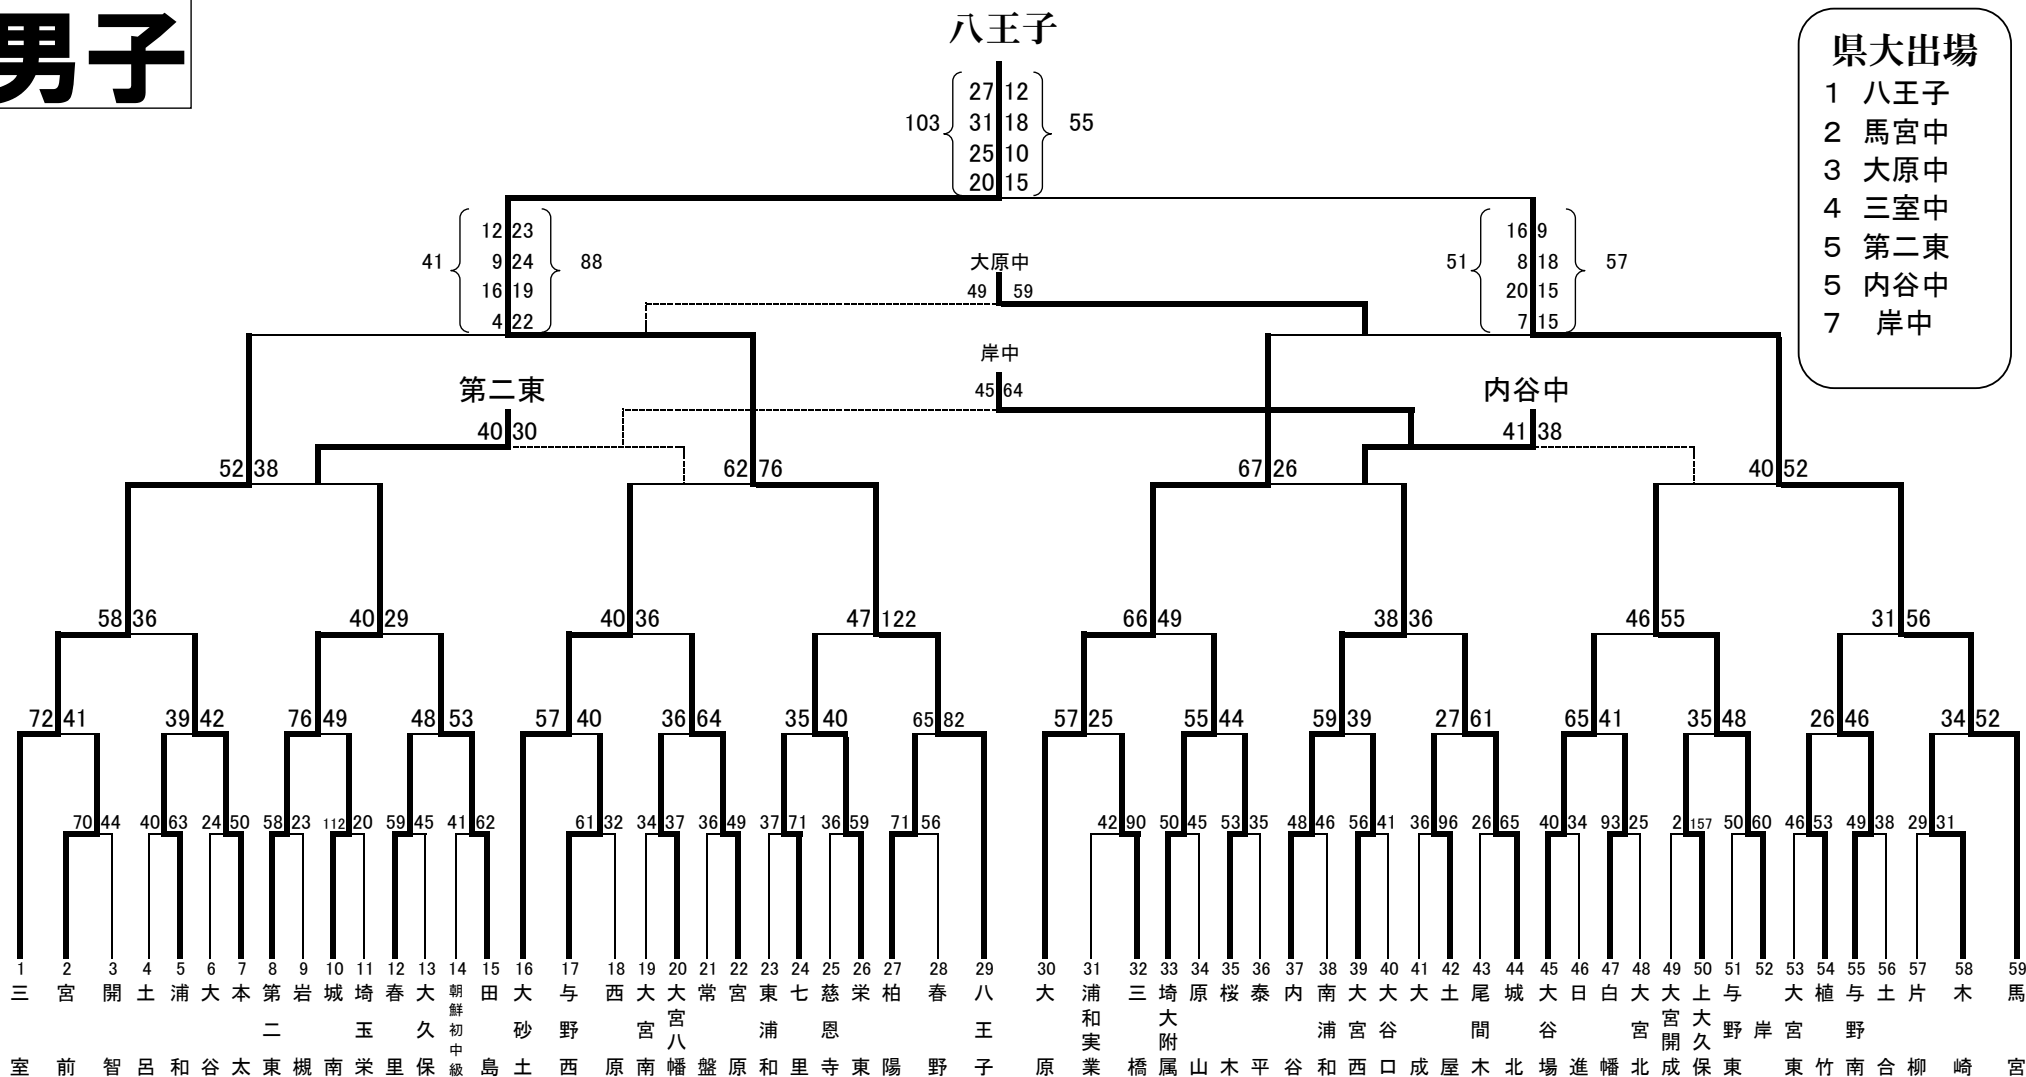 男子
八王子
27 12
103 31 18 55
25 10
20 15
県大出場
1 八王子
2 馬宮中
3 大原中
4 三室中
5 第二東
5 内谷中
7 岸中
12 23
41 9 24 88
16 19
4 22
16 9
51 8 18 57
20 15
7 15
大原中
49 59
岸中
45 64
第二東
40 30
内谷中
41 38
52 38
62 76
67 26
40 52
58 36
40 29
40 36
47 122
66 49
38 36
46 55
31 56
72 41
39 42
76 49
48 53
57 40
36 64
35 40
65 82
57 25
55 44
59 39
27 61
65 41
35 48
26 46
34 52
70 44
40 63
24 50
58 23
112 20
59 45
41 62
61 32
34 37
36 49
37 71
36 59
71 56
42 90
50 45
53 35
48 46
56 41
36 96
26 65
40 34
93 25
2 157
50 60
46 53
49 38
29 31
1 三室
2 宮前
3 開智
4 土呂
5 浦和
6 大谷
7 本太
8 第二東
9 岩槻
10 城南
11 埼玉栄
12 春里
13 大久保
14 朝鮮初中級
15 田島
16 大砂土
17 与野西
18 西原
19 大宮南
20 大宮八幡
21 常盤
22 宮原
23 東浦和
24 七里
25 慈恩寺
26 栄東
27 柏陽
28 春野
29 八王子
30 大原
31 浦和実業
32 三橋
33 埼大附属
34 原山
35 桜木
36 泰平
37 内谷
38 南浦和
39 大宮西
40 大谷口
41 大成
42 土屋
43 尾間木
44 城北
45 大谷場
46 日進
47 白幡
48 大宮北
49 大宮開成
50 上大久保
51 与野東
52 岸
53 大宮東
54 植竹
55 与野南
56 土合
57 片柳
58 木崎
59 馬宮